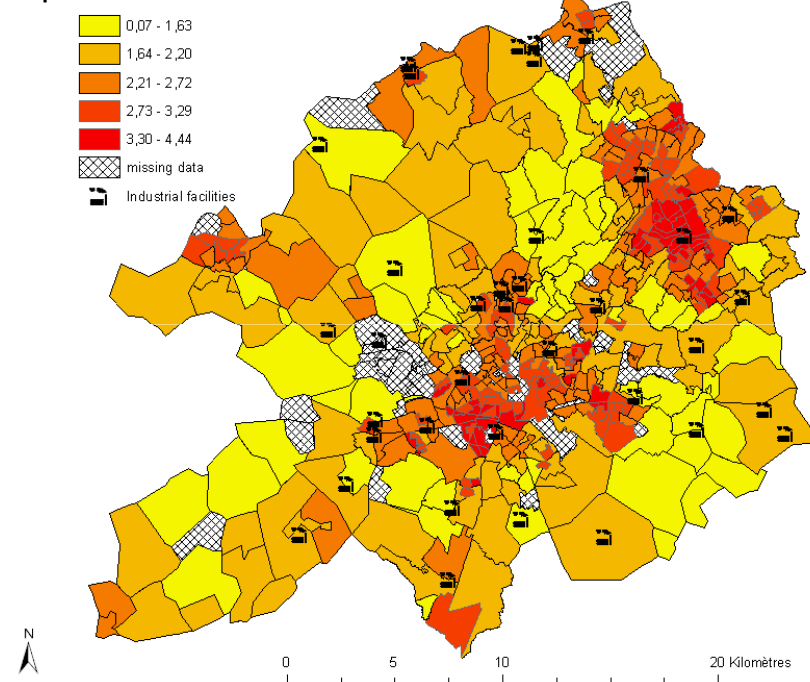 0,07 - 1,63
1,64 - 2,20
2,21 - 2,72
2,73 - 3,29
3,30 - 4,44
missing data
Industrial facilities
N
0 5 10 20 Kilomètres